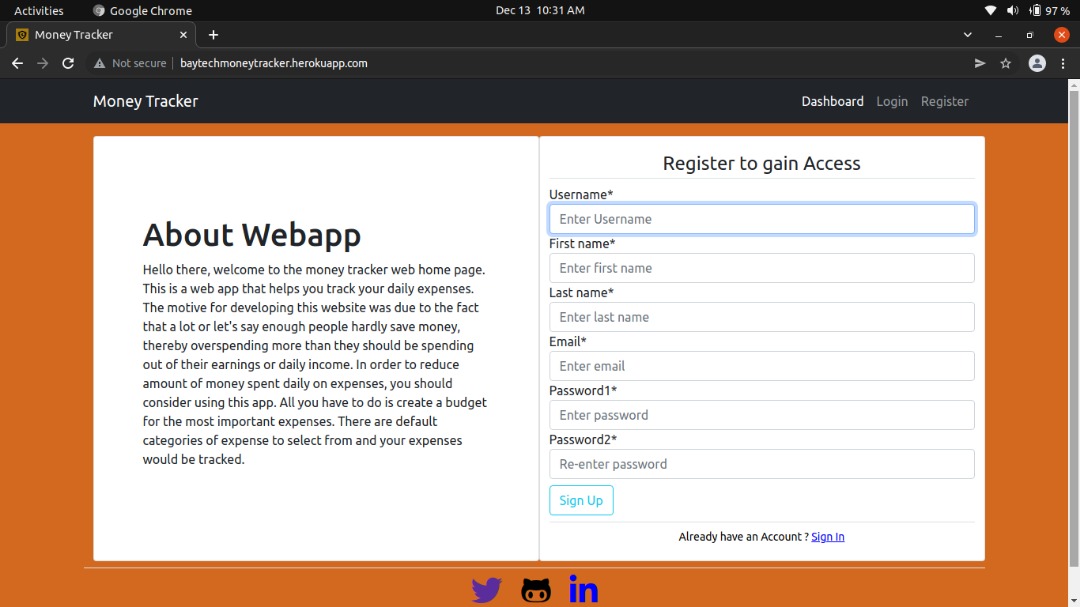 Activities
Google Chrome
Dec 13 10:31 AM
97 %
Money Tracker
Not secure
baytechmoneytracker.herokuapp.com
Money Tracker
Dashboard
Login
Register
About Webapp
Hello there, welcome to the money tracker web home page.
This is a web app that helps you track your daily expenses.
The motive for developing this website was due to the fact
that a lot or let's say enough people hardly save money,
thereby overspending more than they should be spending
out of their earnings or daily income. In order to reduce
amount of money spent daily on expenses, you should
consider using this app. All you have to do is create a budget
for the most important expenses. There are default
categories of expense to select from and your expenses
would be tracked.
Register to gain Access
Username*
Enter Username
First name*
Enter first name
Last name*
Enter last name
Email*
Enter email
Password1*
Enter password
Password2*
Re-enter password
Sign Up
Already have an Account ? Sign In
in